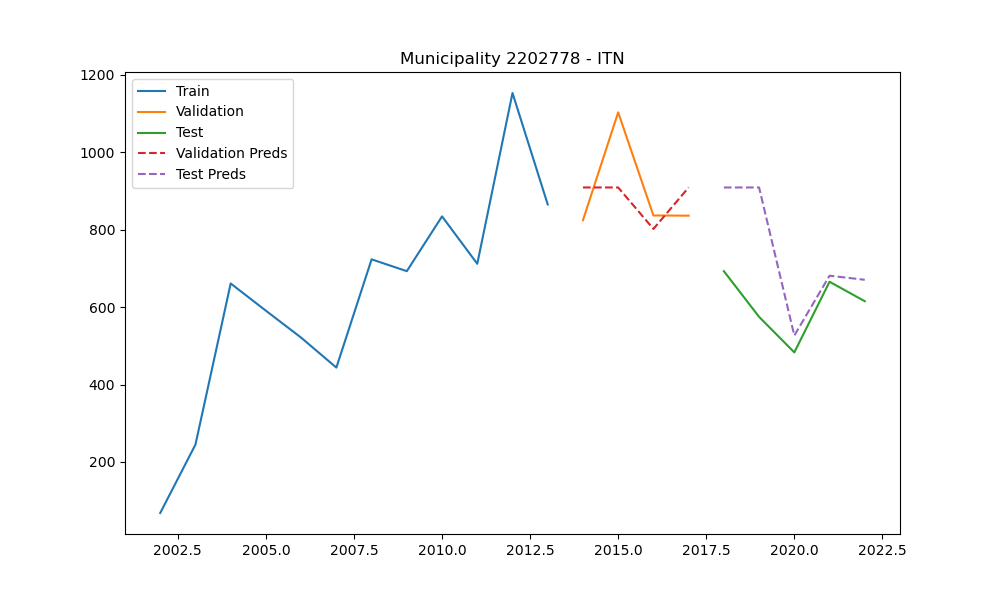 Municipality 2202778 - ITN
1200
1000
800
600
400
200
Train
Validation
Test
Validation Preds
Test Preds
2002.5 2005.0 2007.5 2010.0 2012.5 2015.0 2017.5 2020.0 2022.5